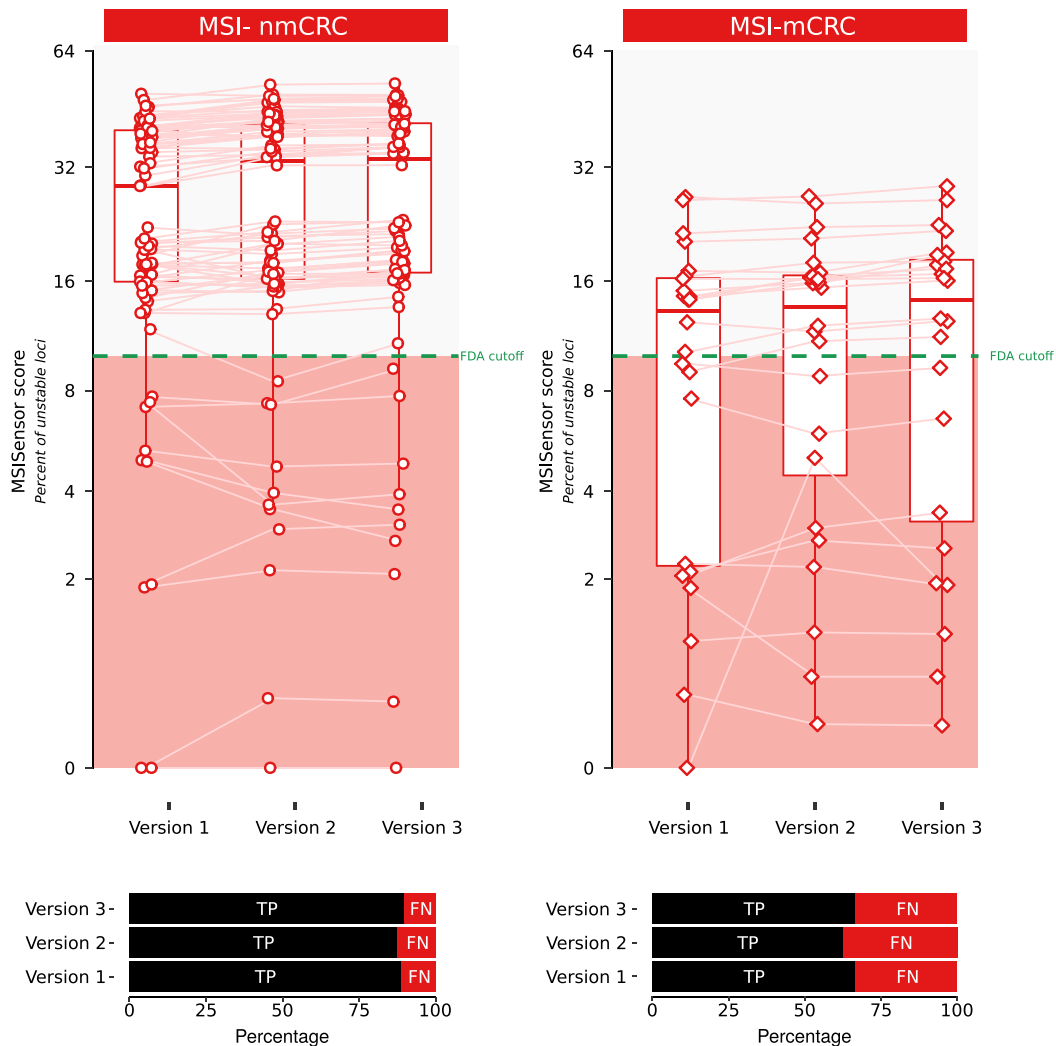 MSI- nmCRC
64
32
16
8
4
2
0
MSISensor score
Percent of unstable loci
FDA cutoff
Version 1
Version 2
Version 3
MSI-mCRC
64
32
16
8
4
2
0
MSISensor score
Percent of unstable loci
FDA cutoff
Version 1
Version 2
Version 3
Version 3
TP
FN
Version 2
TP
FN
Version 1
TP
FN
0
25
50
75
100
Percentage
Version 3
TP
FN
Version 2
TP
FN
Version 1
TP
FN
0
25
50
75
100
Percentage